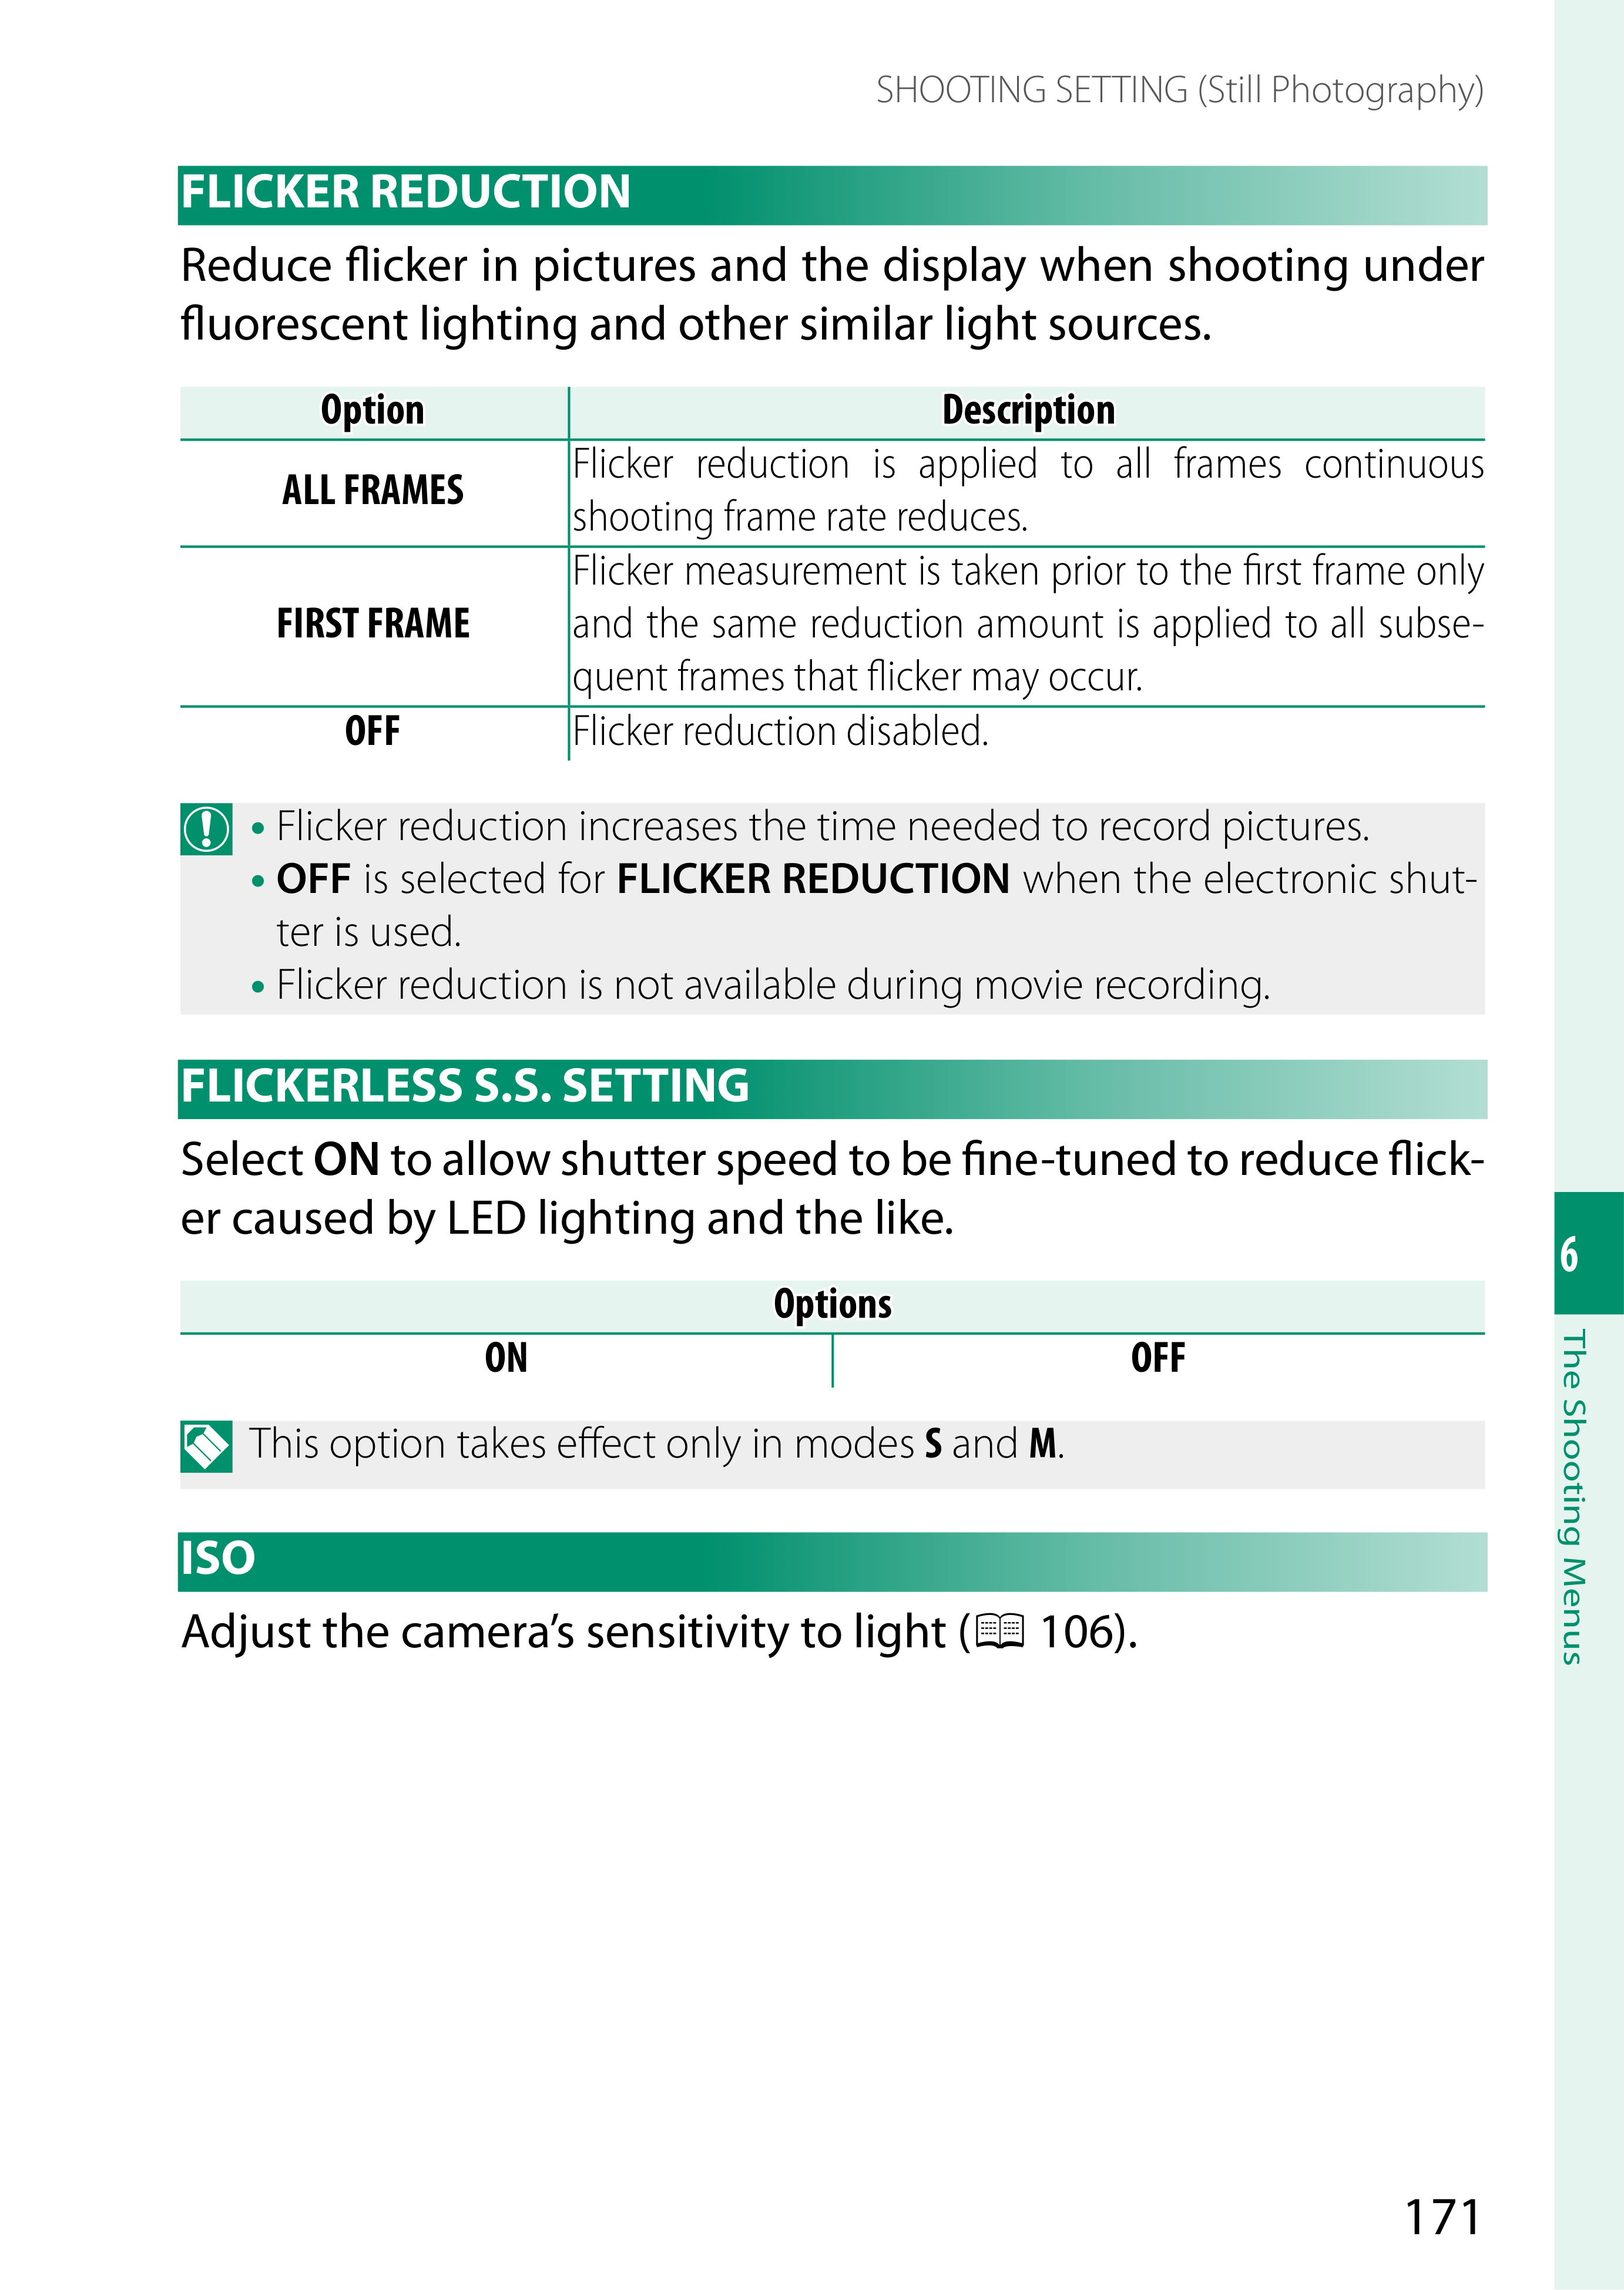 SHOOTING SETTING (Still Photography)
FLICKER REDUCTION
Reduce flicker in pictures and the display when shooting under
fluorescent lighting and other similar light sources.
Option Description
ALL FRAMES
Flicker reduction is applied to all frames continuous
shooting frame rate reduces.
FIRST FRAME
Flicker measurement is taken prior to the first frame only
and the same reduction amount is applied to all subse-
quent frames that flicker may occur.
OFF Flicker reduction disabled.
• Flicker reduction increases the time needed to record pictures.
• OFF is selected for FLICKER REDUCTION when the electronic shut-
ter is used.
• Flicker reduction is not available during movie recording.
FLICKERLESS S.S. SETTING
Select ON to allow shutter speed to be fine-tuned to reduce flick-
er caused by LED lighting and the like.
Options
ON OFF
This option takes effect only in modes S and M.
ISO
Adjust the camera’s sensitivity to light ( 106).
6
The Shooting Menus
171